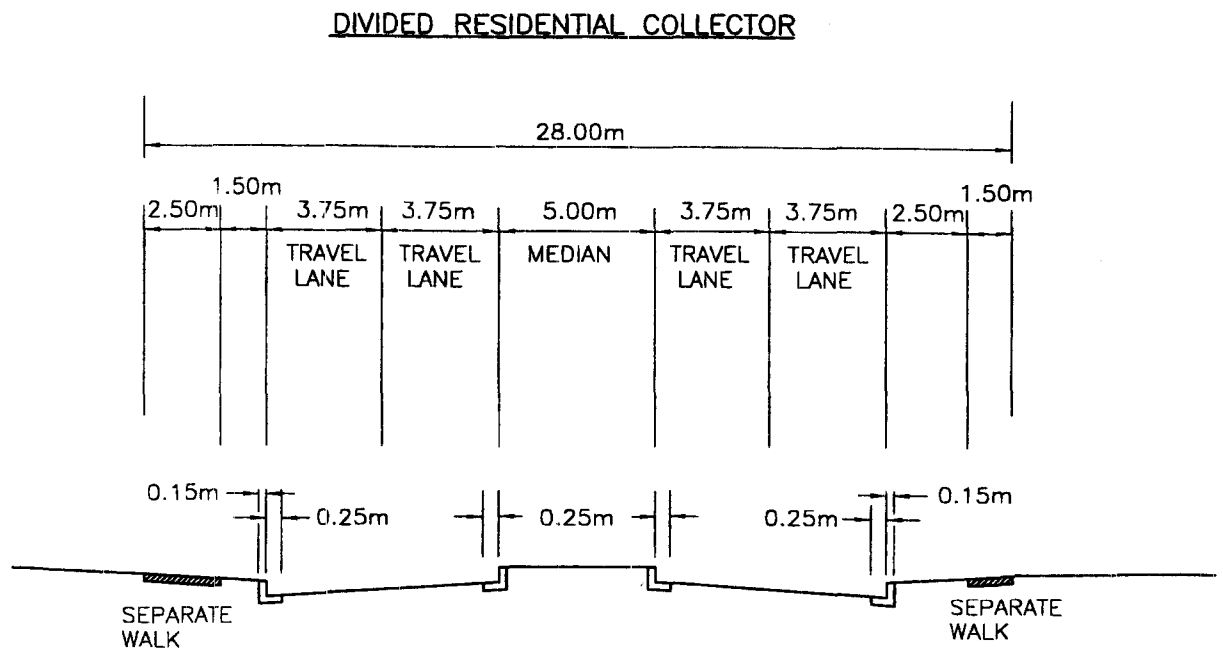 DIVIDED RESIDENTIAL COLLECTOR
28.00m
1.50m 1.50m
2.50m 3.75m 3.75m 5.00m 3.75m 3.75m 2.50m
TRAVEL LANE TRAVEL LANE MEDIAN TRAVEL LANE TRAVEL LANE
0.15m 0.15m
0.25m 0.25m 0.25m
SEPARATE WALK SEPARATE WALK